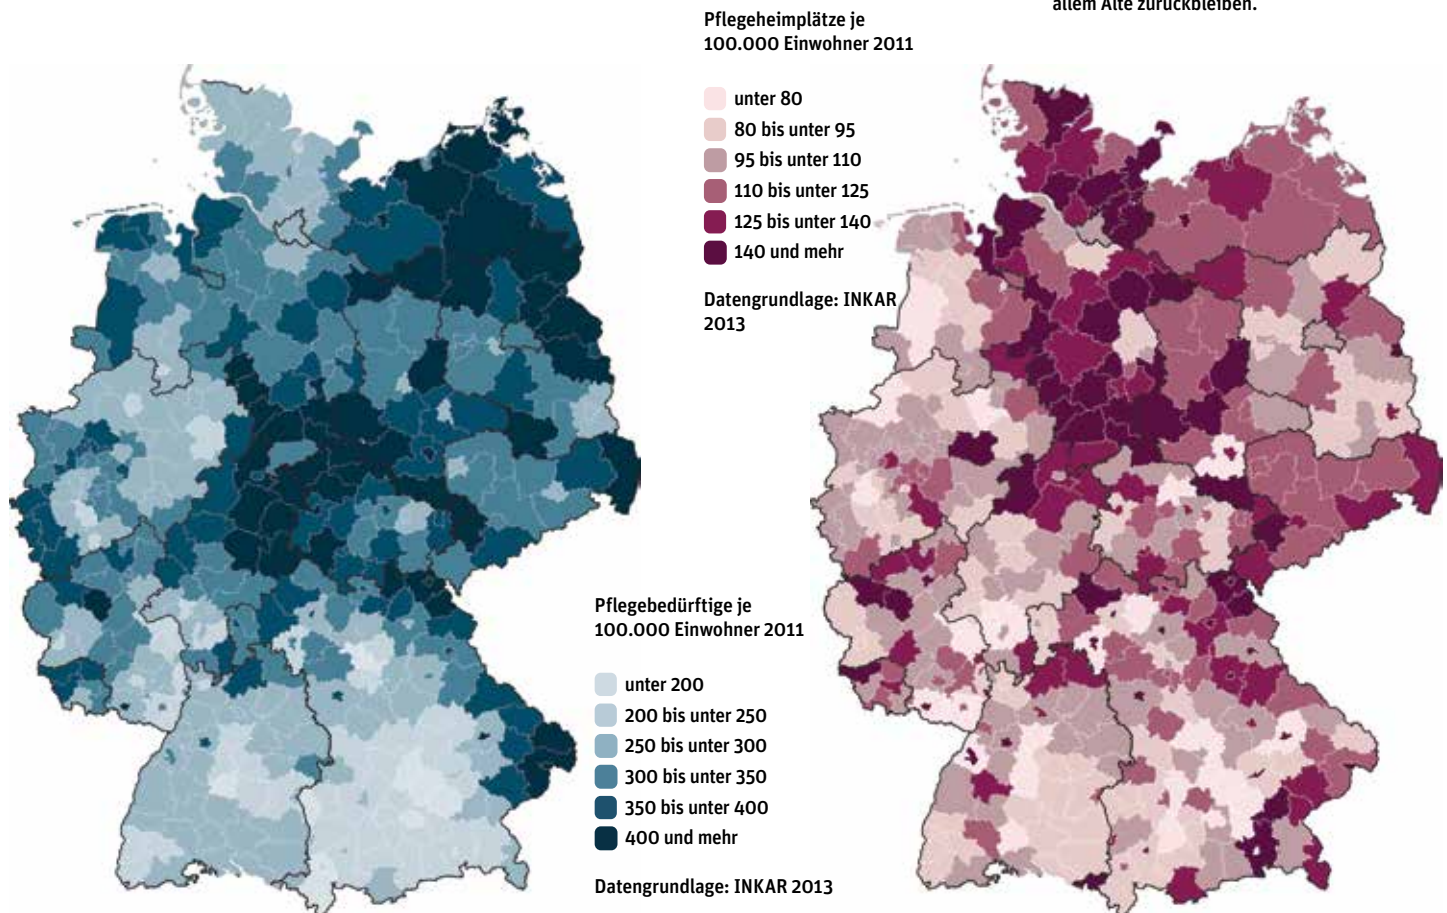 allem Alte zurückbleiben.
Pflegeheimplätze je
100.000 Einwohner 2011
unter 80
80 bis unter 95
95 bis unter 110
110 bis unter 125
125 bis unter 140
140 und mehr
Datengrundlage: INKAR
2013
Pflegebedürftige je
100.000 Einwohner 2011
unter 200
200 bis unter 250
250 bis unter 300
300 bis unter 350
350 bis unter 400
400 und mehr
Datengrundlage: INKAR 2013